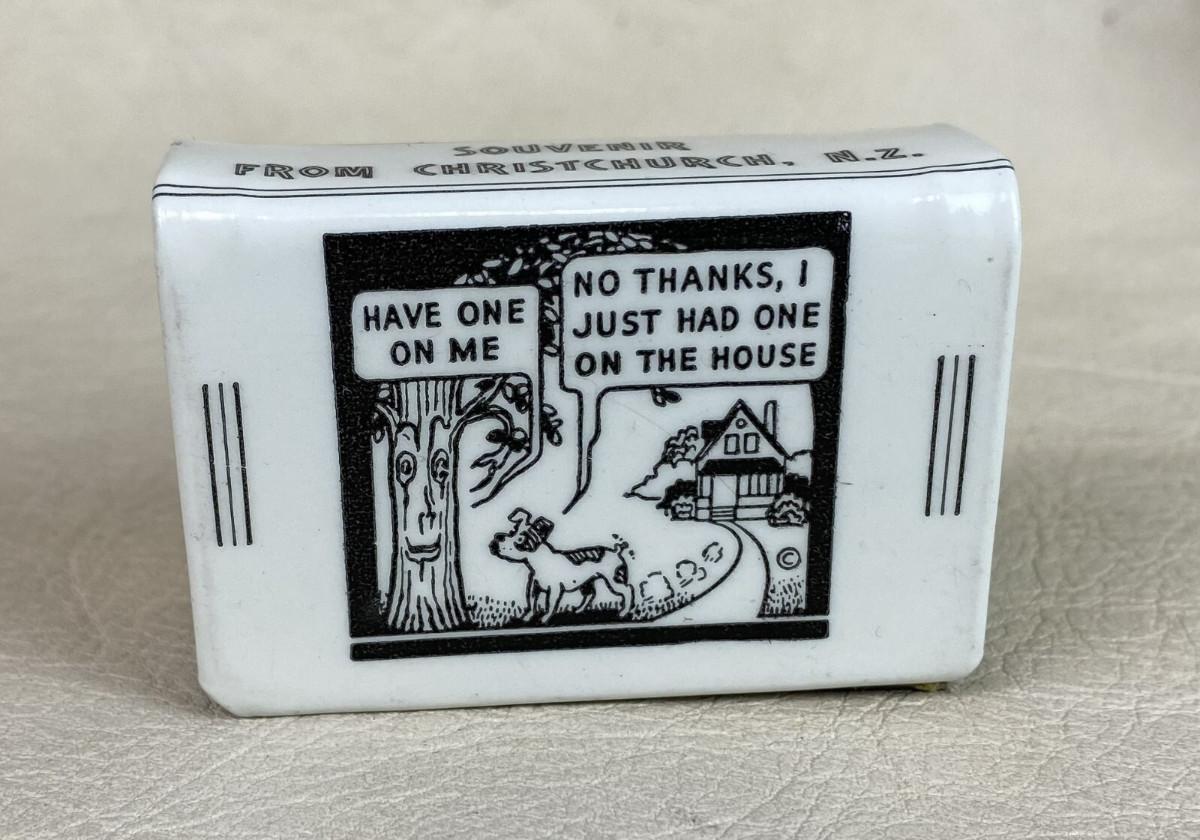 SOUVENIR
FROM CHRISTCHURCH, N.Z.
HAVE ONE
ON ME
NO THANKS, I
JUST HAD ONE
ON THE HOUSE
©